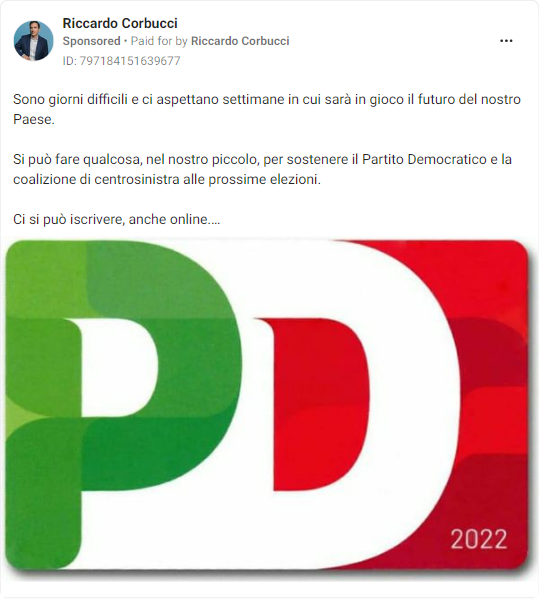 Riccardo Corbucci
Sponsored • Paid for by Riccardo Corbucci
ID: 797184151639677
Sono giorni difficili e ci aspettano settimane in cui sarà in gioco il futuro del nostro
Paese.
Si può fare qualcosa, nel nostro piccolo, per sostenere il Partito Democratico e la
coalizione di centrosinistra alle prossime elezioni.
Ci si può iscrivere, anche online....
PD
2022